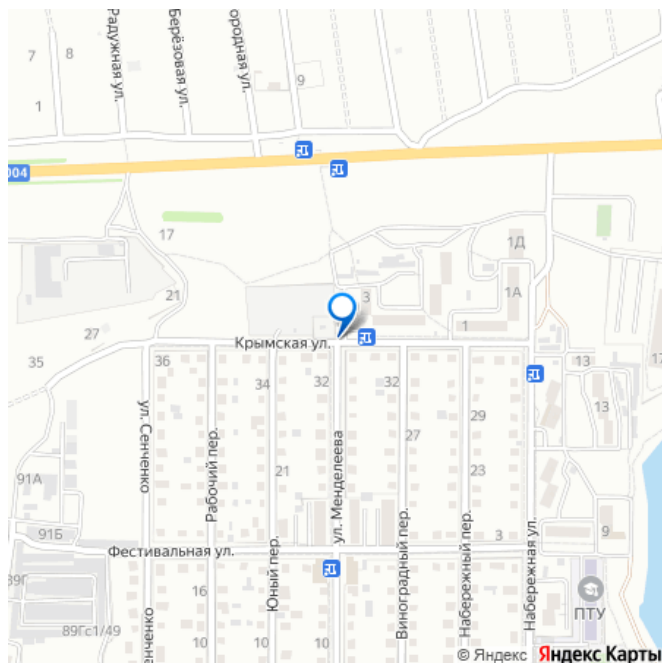 Радужная ул.
Берёзовая ул.
ородная ул.
7
8
9
1
004
17
1Д
21
3
1А
1
27
Крымская ул.
35
36
34
32
32
13
17
ул. Сенченко
Рабочий пер.
ул. Менделеева
29
13
27
21
23
91А
Юный пер.
Виноградный пер.
Набережный пер.
Набережная ул.
91Б
Фестивальная ул.
3
9
89Г
16
ПТУ
89Гс1/49
енченко
10
10
10
10
© Яндекс Яндекс Карты